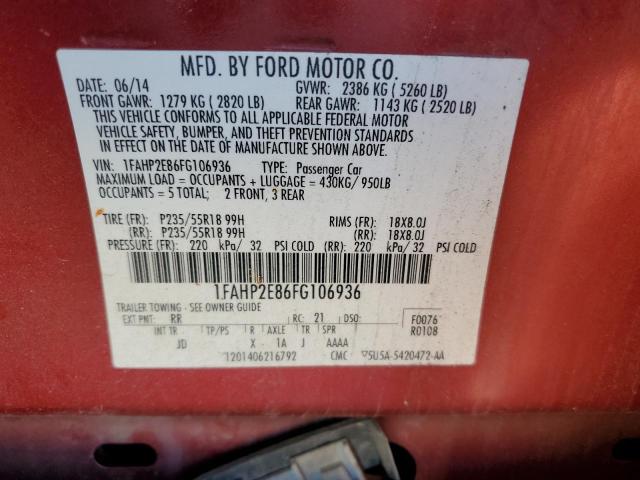 MFD. BY FORD MOTOR CO.
DATE: 06/14 GVWR: 2386 KG ( 5260 LB)
FRONT GAWR: 1279 KG ( 2820 LB) REAR GAWR: 1143 KG ( 2520 LB)
THIS VEHICLE CONFORMS TO ALL APPLICABLE FEDERAL MOTOR
VEHICLE SAFETY, BUMPER, AND THEFT PREVENTION STANDARDS
IN EFFECT ON THE DATE OF MANUFACTURE SHOWN ABOVE.
VIN: 1FAHP2E86FG106936 TYPE: Passenger Car
MAXIMUM LOAD = OCCUPANTS + LUGGAGE = 430KG/ 950LB
OCCUPANTS = 5 TOTAL; 2 FRONT, 3 REAR
TIRE (FR): P235/55R18 99H RIMS (FR): 18X8.0J
(RR): P235/55R18 99H (RR): 18X8.0J
PRESSURE (FR): 220 kPa/ 32 PSI COLD (RR): 220 kPa/ 32 PSI COLD
1FAHP2E86FG106936
TRAILER TOWING - SEE OWNER GUIDE
EXT PNT: RR RC: 21 DSO: F0076
INT TR TP/PS R AXLE TR SPR R0108
JD X 1A J AAAA
1201406216792 CMC 5U5A-5420472-AA